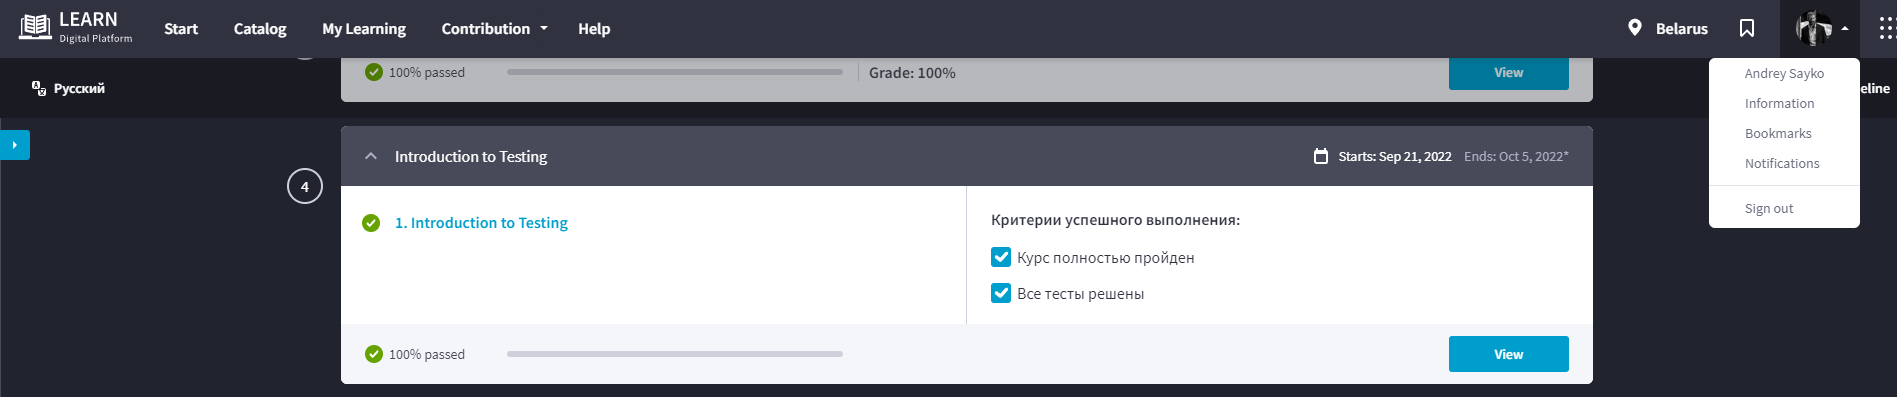 LEARN
Digital Platform
Start
Catalog
My Learning
Contribution
Help
Belarus
Русский
100% passed
Grade: 100%
View
Andrey Sayko
Information
Bookmarks
Notifications
Sign out
eline
Introduction to Testing
Starts: Sep 21, 2022
Ends: Oct 5, 2022*
4
1. Introduction to Testing
Критерии успешного выполнения:
Курс полностью пройден
Все тесты решены
100% passed
View